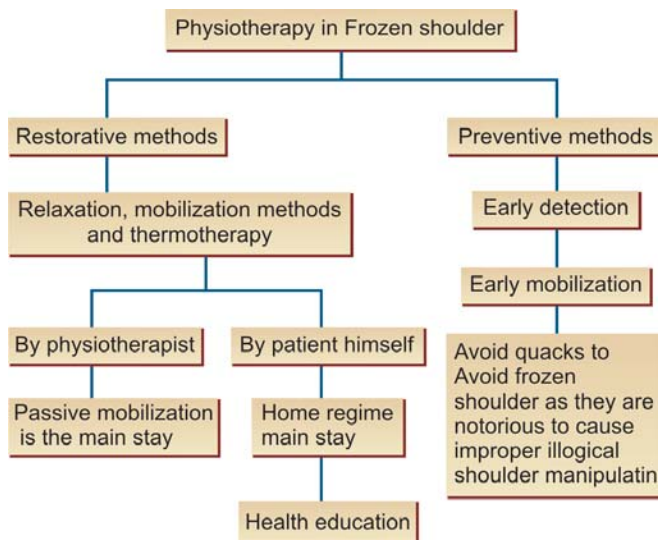 Physiotherapy in Frozen shoulder
Restorative methods
Preventive methods
Relaxation, mobilization methods
and thermotherapy
Early detection
Early mobilization
By physiotherapist
By patient himself
Passive mobilization
is the main stay
Home regime
main stay
Health education
Avoid quacks to
Avoid frozen
shoulder as they are
notorious to cause
improper illogical
shoulder manipulatin